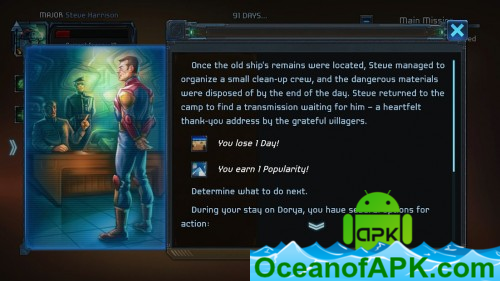 MAJOR Steve Harrison
91 DAYS...
Main Missi
Once the old ship's remains were located, Steve managed to
organize a small clean-up crew, and the dangerous materials
were disposed of by the end of the day. Steve returned to the
camp to find a transmission waiting for him – a heartfelt
thank-you address by the grateful villagers.
You lose 1 Day!
You earn 1 Popularity!
Determine what to do next.
During your stay on Dorya, you have se
ons for
action:
APK
OceanofAPK.com